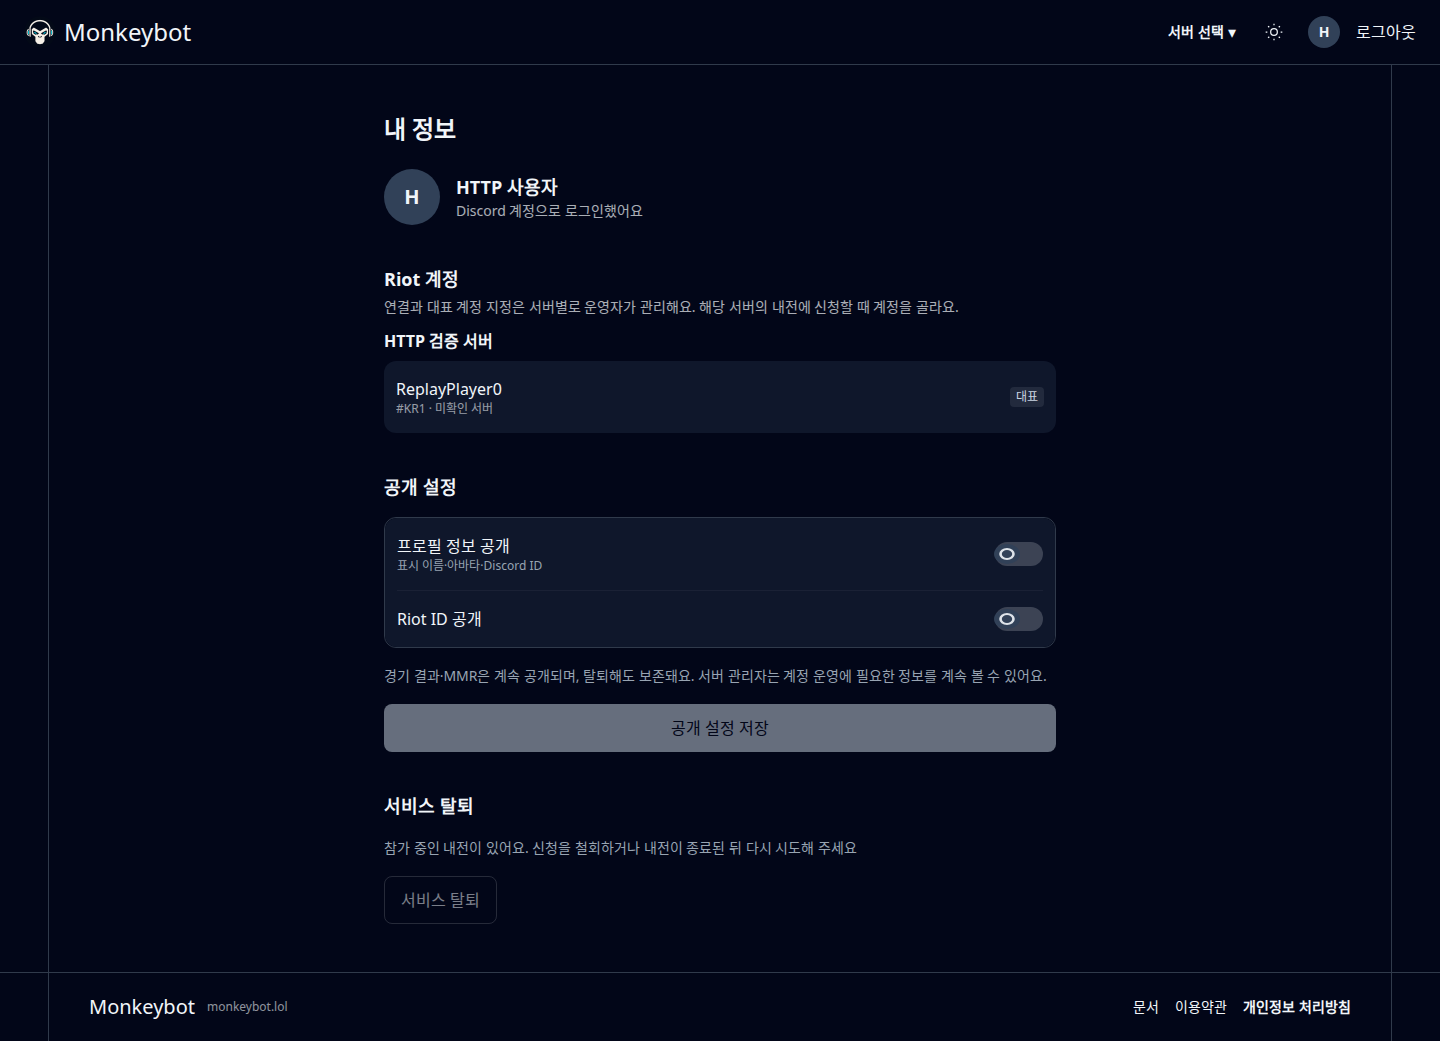 Monkeybot
서버 선택 ▾
H
로그아웃
내 정보
H
HTTP 사용자
Discord 계정으로 로그인했어요
Riot 계정
연결과 대표 계정 지정은 서버별로 운영자가 관리해요. 해당 서버의 내전에 신청할 때 계정을 골라요.
HTTP 검증 서버
ReplayPlayer0
#KR1 · 미확인 서버
대표
공개 설정
프로필 정보 공개
표시 이름·아바타·Discord ID
Riot ID 공개
경기 결과·MMR은 계속 공개되며, 탈퇴해도 보존돼요. 서버 관리자는 계정 운영에 필요한 정보를 계속 볼 수 있어요.
공개 설정 저장
서비스 탈퇴
참가 중인 내전이 있어요. 신청을 철회하거나 내전이 종료된 뒤 다시 시도해 주세요
서비스 탈퇴
Monkeybot
monkeybot.lol
문서
이용약관
개인정보 처리방침